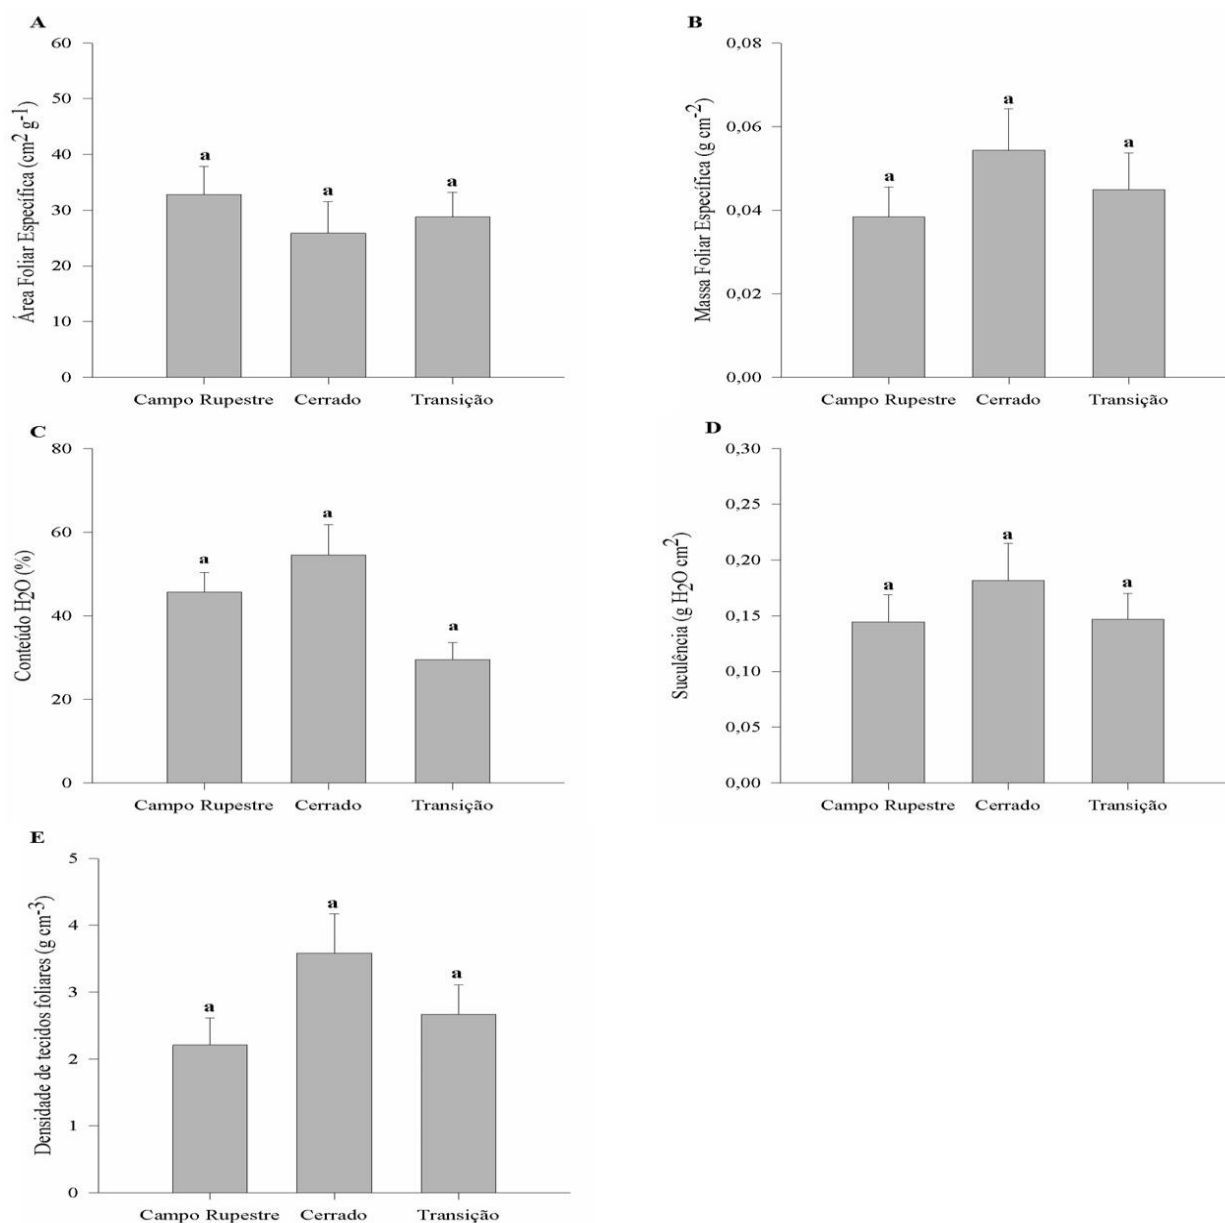 A
60
50
40
30
20
10
0
Área Foliar Específica (cm² g⁻¹)
a
a
a
Campo Rupestre Cerrado Transição
B
0,08
0,06
0,04
0,02
0,00
Massa Foliar Específica (g cm⁻²)
a
a
a
Campo Rupestre Cerrado Transição
C
80
60
40
20
0
Conteúdo H₂O (%)
a
a
a
Campo Rupestre Cerrado Transição
D
0,30
0,25
0,20
0,15
0,10
0,05
0,00
Suculência (g H₂O cm²)
a
a
a
Campo Rupestre Cerrado Transição
E
5
4
3
2
1
0
Densidade de tecidos foliares (g cm⁻³)
a
a
a
Campo Rupestre Cerrado Transição